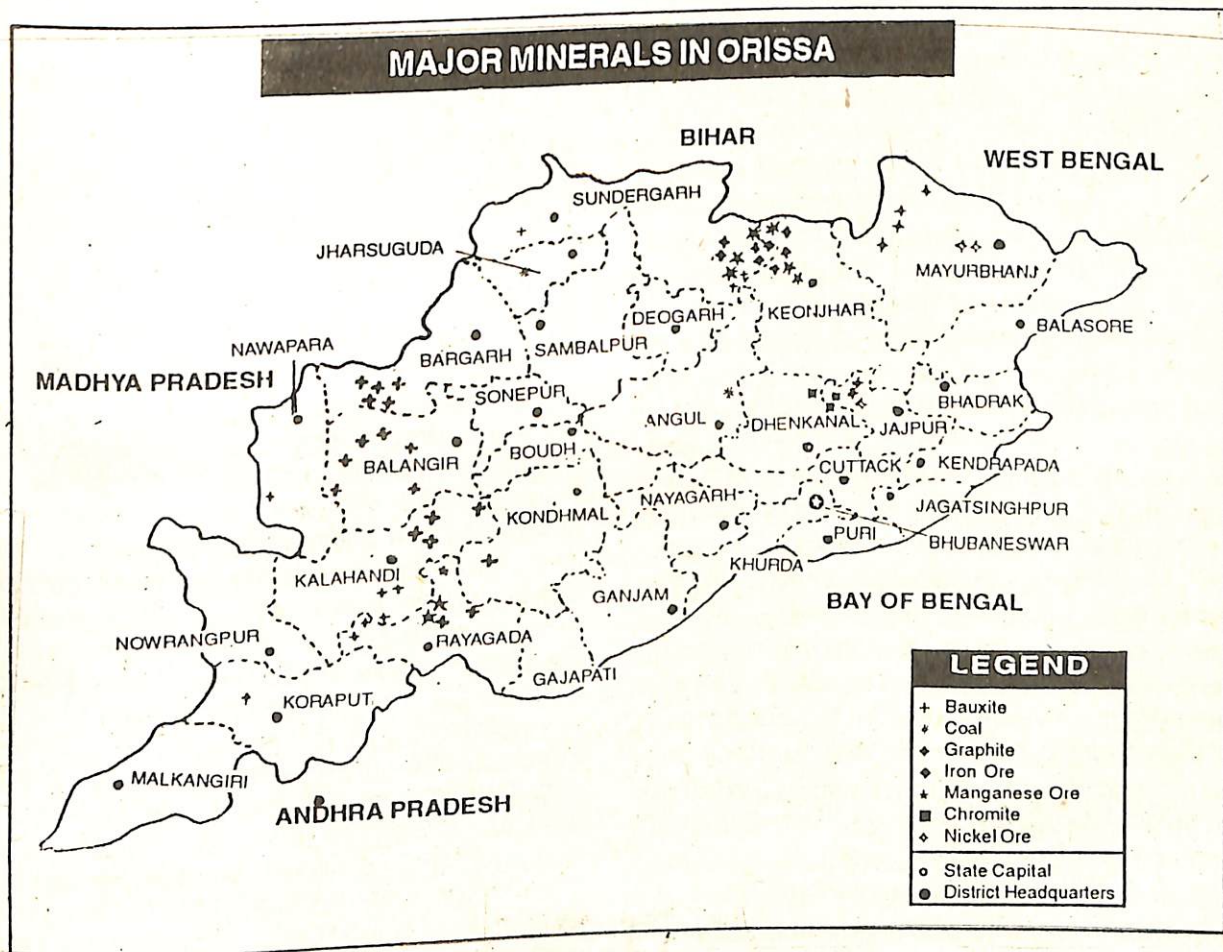 MAJOR MINERALS IN ORISSA
BIHAR
WEST BENGAL
SUNDERGARH
JHARSUGUDA
MAYURBHANJ
DEOGARH
KEONJHAR
BALASORE
NAWAPARA
SAMBALPUR
BARGARH
MADHYA PRADESH
SONEPUR
BHADRAK
ANGUL
DHENKANAL
JAJPUR
BALANGIR
BOUDH
CUTTACK
KENDRAPADA
NAYAGARH
KONDHMAL
JAGATSINGHPUR
PURI
BHUBANESWAR
KHURDA
KALAHANDI
GANJAM
BAY OF BENGAL
NOWRANGPUR
RAYAGADA
GAJAPATI
KORAPUT
MALKANGIRI
ANDHRA PRADESH
LEGEND
Bauxite
Coal
Graphite
Iron Ore
Manganese Ore
Chromite
Nickel Ore
State Capital
District Headquarters